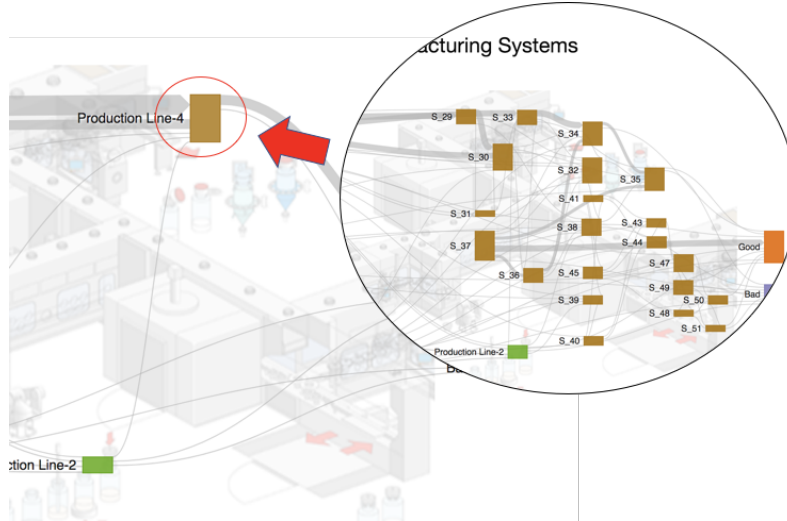 acturing Systems
Production Line-4
S_29
S_33
S_34
S_30
S_32
S_35
S_31
S_41
S_37
S_38
S_43
S_44
Good
S_36
S_45
S_47
S_49
Bad
S_39
S_50
S_48
S_51
S_40
Production Line-2
Ba
ction Line-2